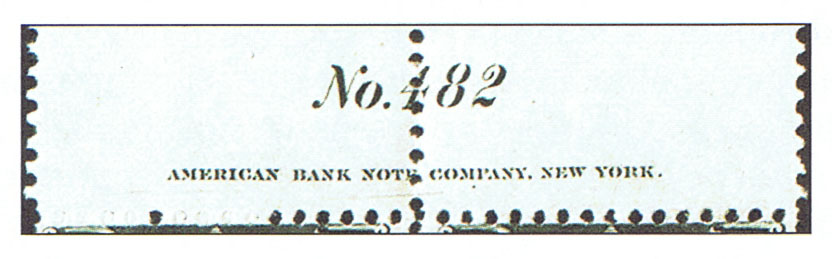 No. 482
AMERICAN BANK NOTE COMPANY. NEW YORK.